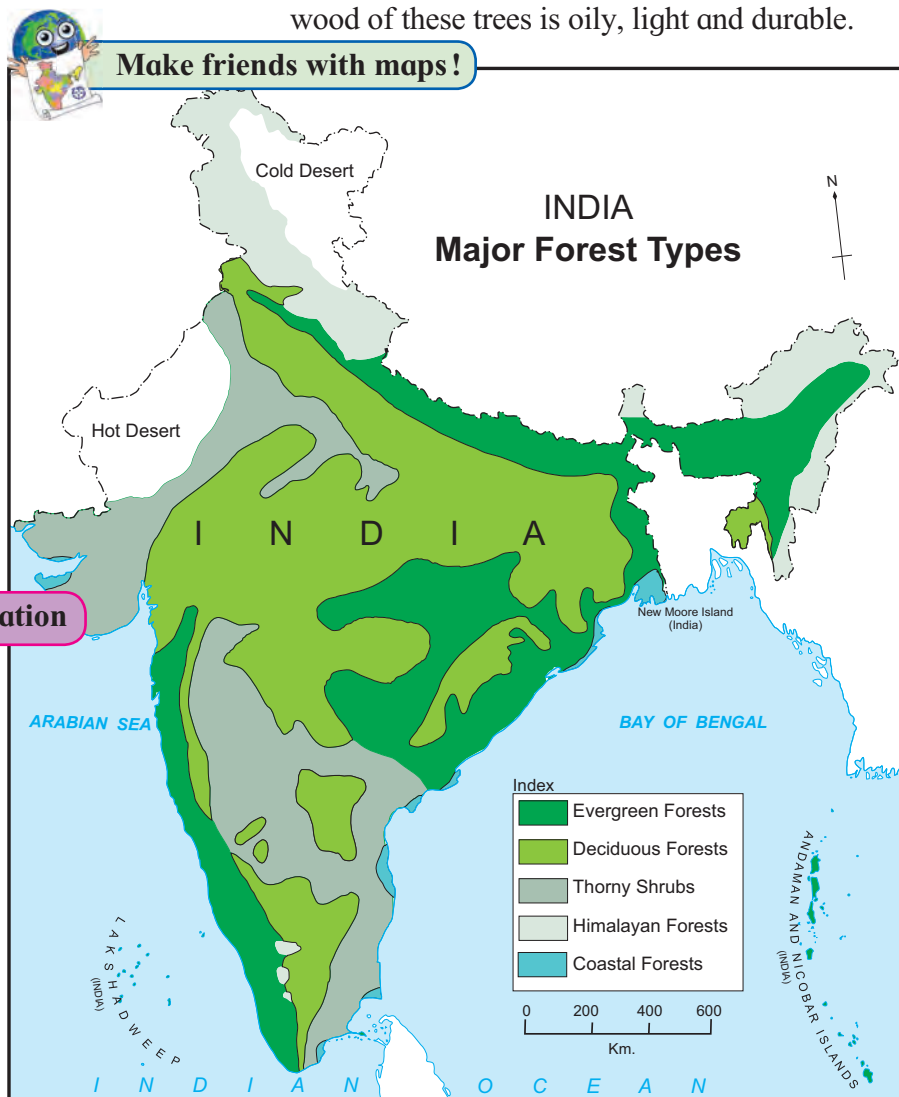 wood of these trees is oily, light and durable.
Make friends with maps!
Cold Desert
INDIA
Major Forest Types
N
Hot Desert
I N D I A
ation
New Moore Island
(India)
ARABIAN SEA
BAY OF BENGAL
Index
Evergreen Forests
Deciduous Forests
Thorny Shrubs
Himalayan Forests
Coastal Forests
0 200 400 600
Km.
LAKSHADWEEP
(INDIA)
ANDAMAN AND NICOBAR ISLANDS
(INDIA)
I N D I A N O C E A N